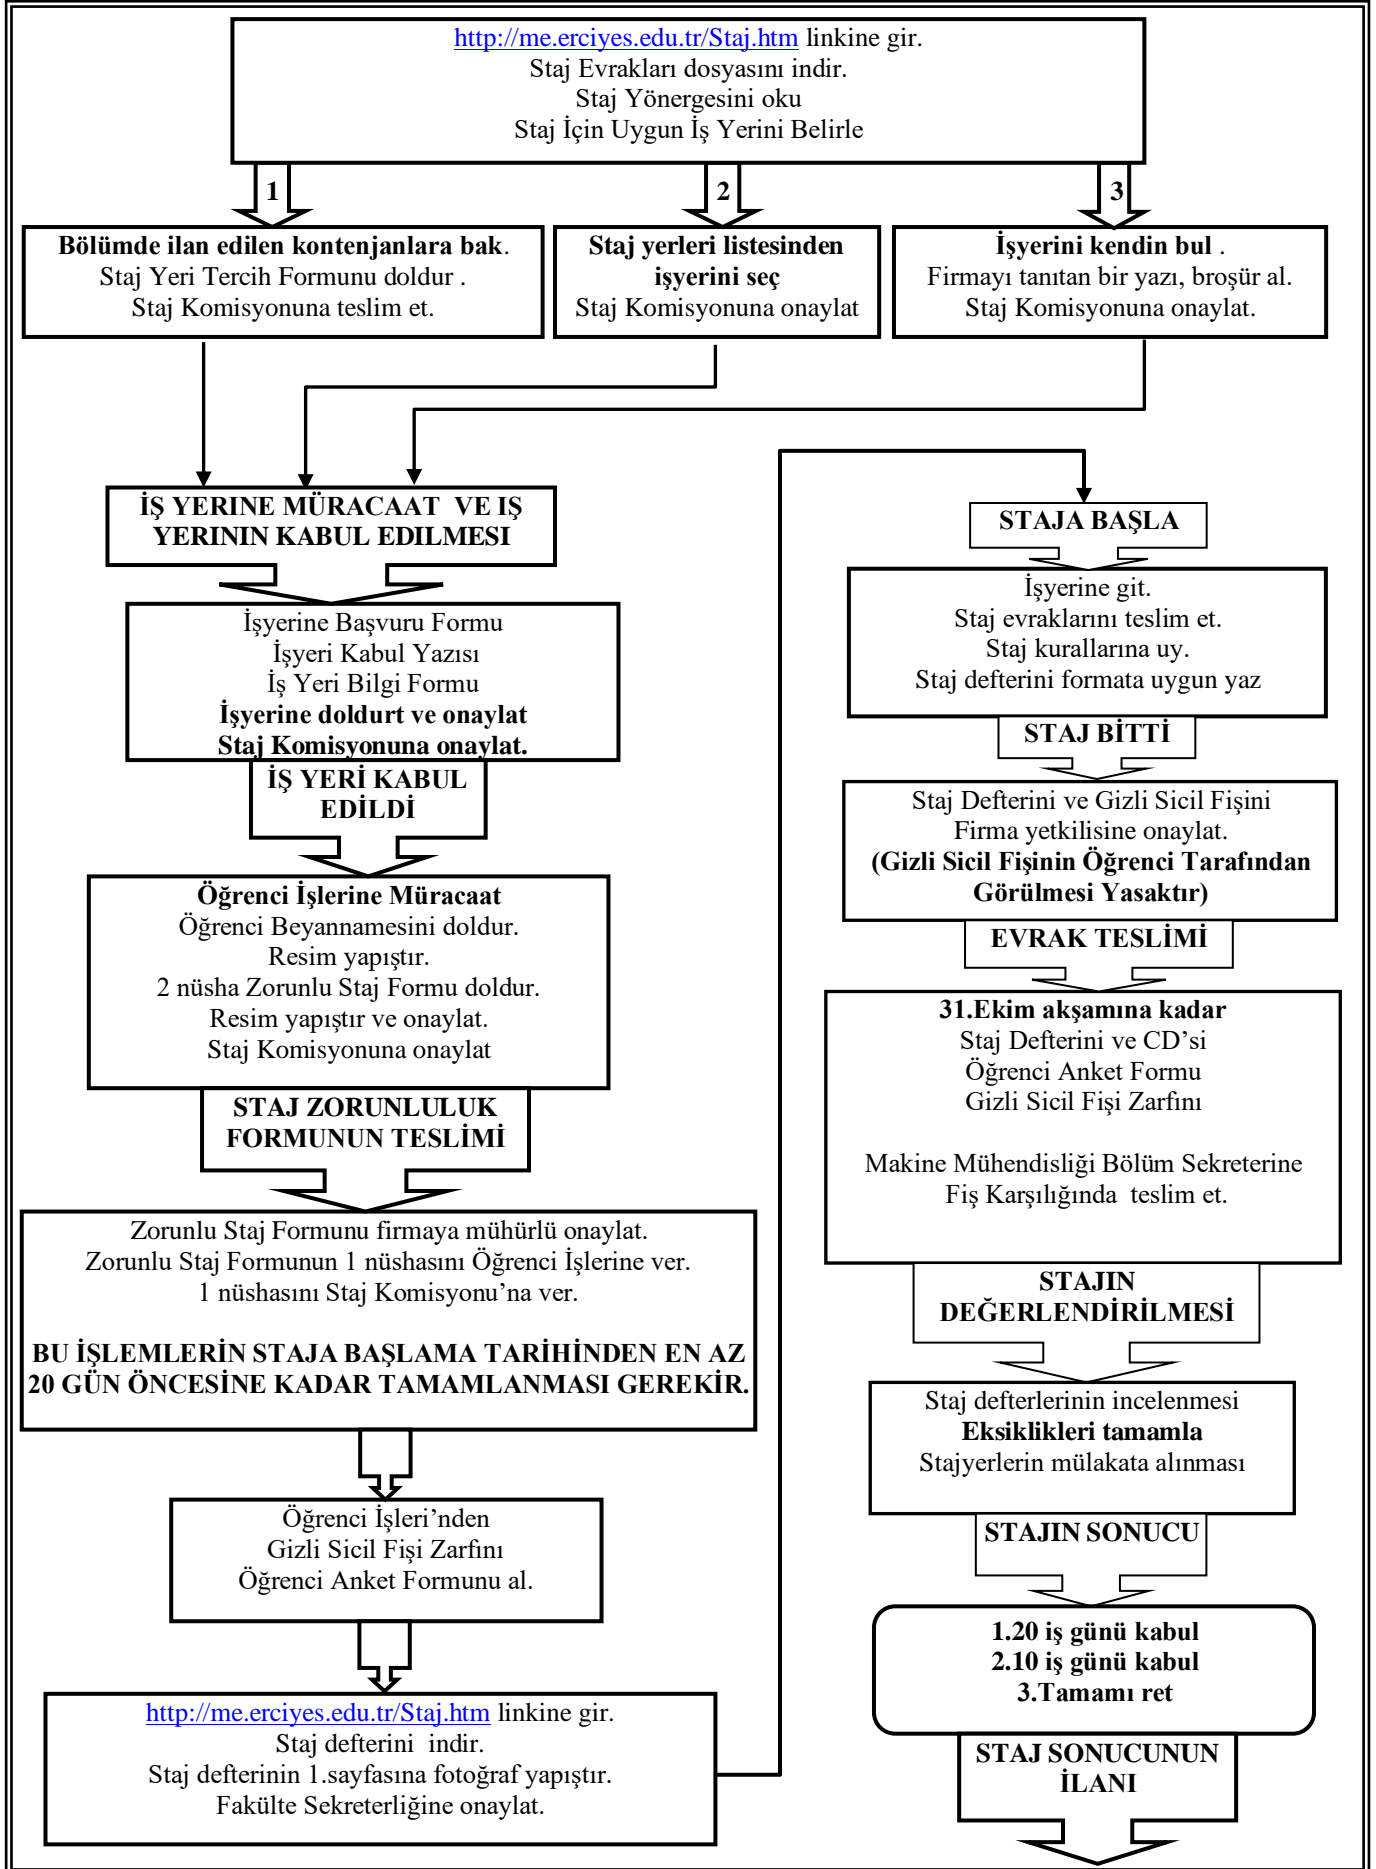 http://me.erciyes.edu.tr/Staj.htm linkine gir.
Staj Evrakları dosyasını indir.
Staj Yönergesini oku
Staj İçin Uygun İş Yerini Belirle
1
2
3
Bölümde ilan edilen kontenjanlara bak.
Staj Yeri Tercih Formunu doldur .
Staj Komisyonuna teslim et.
Staj yerleri listesinden
işyerini seç
Staj Komisyonuna onaylat
İşyerini kendin bul .
Firmayı tanıtan bir yazı, broşür al.
Staj Komisyonuna onaylat.
İŞ YERINE MÜRACAAT  VE IŞ
YERININ KABUL EDILMESI
İşyerine Başvuru Formu
İşyeri Kabul Yazısı
İş Yeri Bilgi Formu
İşyerine doldurt ve onaylat
Staj Komisyonuna onaylat.
İŞ YERİ KABUL
EDİLDİ
Öğrenci İşlerine Müracaat
Öğrenci Beyannamesini doldur.
Resim yapıştır.
2 nüsha Zorunlu Staj Formu doldur.
Resim yapıştır ve onaylat.
Staj Komisyonuna onaylat
STAJ ZORUNLULUK
FORMUNUN TESLİMİ
Zorunlu Staj Formunu firmaya mühürlü onaylat.
Zorunlu Staj Formunun 1 nüshasını Öğrenci İşlerine ver.
1 nüshasını Staj Komisyonu’na ver.
BU İŞLEMLERİN STAJA BAŞLAMA TARİHİNDEN EN AZ
20 GÜN ÖNCESİNE KADAR TAMAMLANMASI GEREKİR.
Öğrenci İşleri’nden
Gizli Sicil Fişi Zarfını
Öğrenci Anket Formunu al.
http://me.erciyes.edu.tr/Staj.htm linkine gir.
Staj defterini  indir.
Staj defterinin 1.sayfasına fotoğraf yapıştır.
Fakülte Sekreterliğine onaylat.
STAJA BAŞLA
İşyerine git.
Staj evraklarını teslim et.
Staj kurallarına uy.
Staj defterini formata uygun yaz
STAJ BİTTİ
Staj Defterini ve Gizli Sicil Fişini
Firma yetkilisine onaylat.
(Gizli Sicil Fişinin Öğrenci Tarafından
Görülmesi Yasaktır)
EVRAK TESLİMİ
31.Ekim akşamına kadar
Staj Defterini ve CD’si
Öğrenci Anket Formu
Gizli Sicil Fişi Zarfını
Makine Mühendisliği Bölüm Sekreterine
Fiş Karşılığında  teslim et.
STAJIN
DEĞERLENDİRİLMESİ
Staj defterlerinin incelenmesi
Eksiklikleri tamamla
Stajyerlerin mülakata alınması
STAJIN SONUCU
1.20 iş günü kabul
2.10 iş günü kabul
3.Tamamı ret
STAJ SONUCUNUN
İLANI